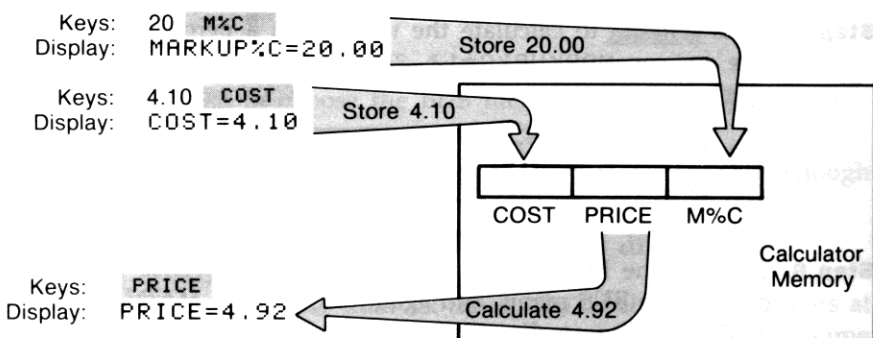 Keys: 20 M%C
Display: MARKUP%C=20.00
Store 20.00
Keys: 4.10 COST
Display: COST=4.10
Store 4.10
COST PRICE M%C
Calculator
Memory
Keys: PRICE
Display: PRICE=4.92
Calculate 4.92